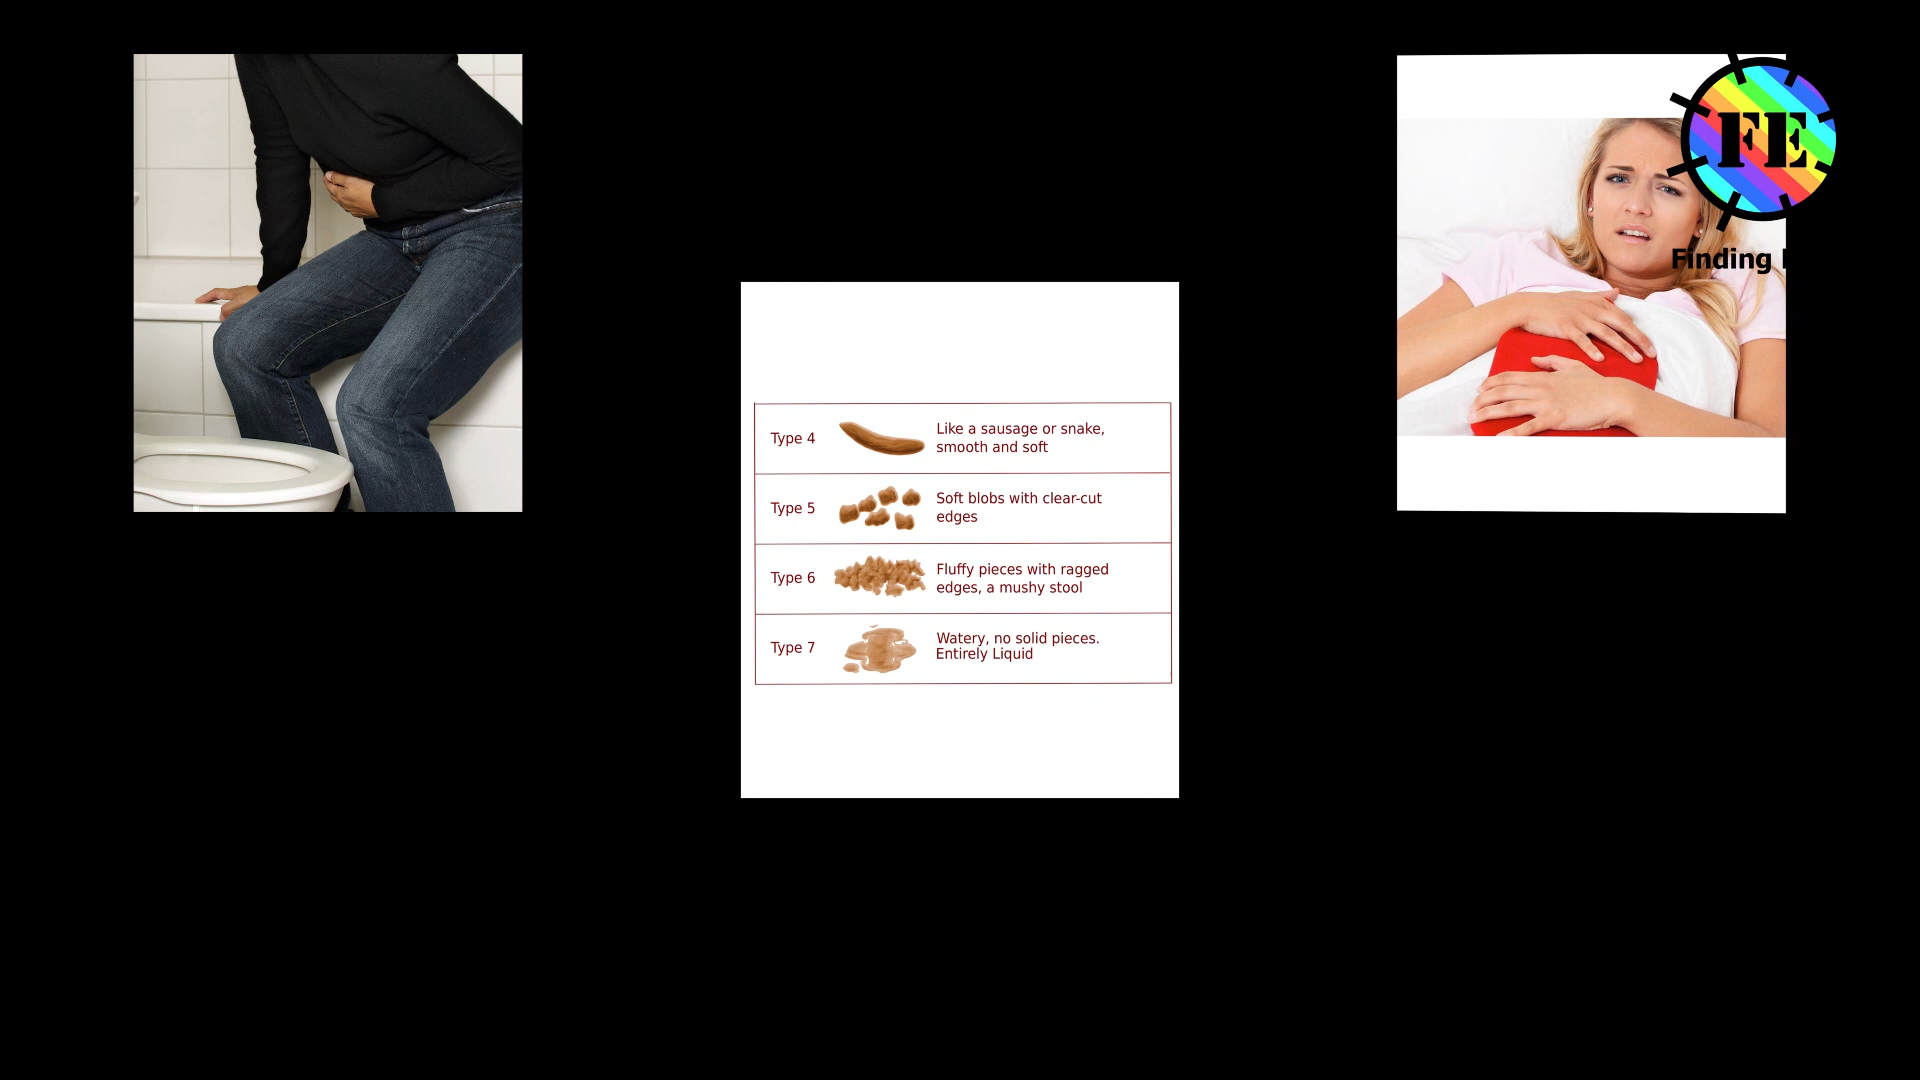 FE
Finding
Type 4
Like a sausage or snake,
smooth and soft
Type 5
Soft blobs with clear-cut
edges
Type 6
Fluffy pieces with ragged
edges, a mushy stool
Type 7
Watery, no solid pieces.
Entirely Liquid